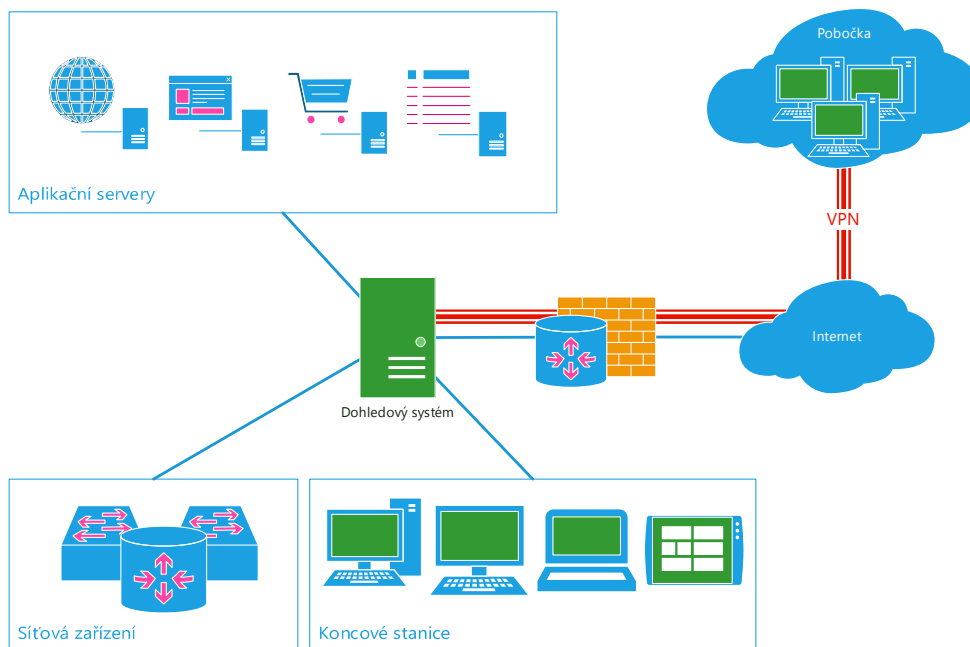 Pobočka
Aplikační servery
VPN
Internet
Dohledový systém
Síťová zařízení
Koncové stanice